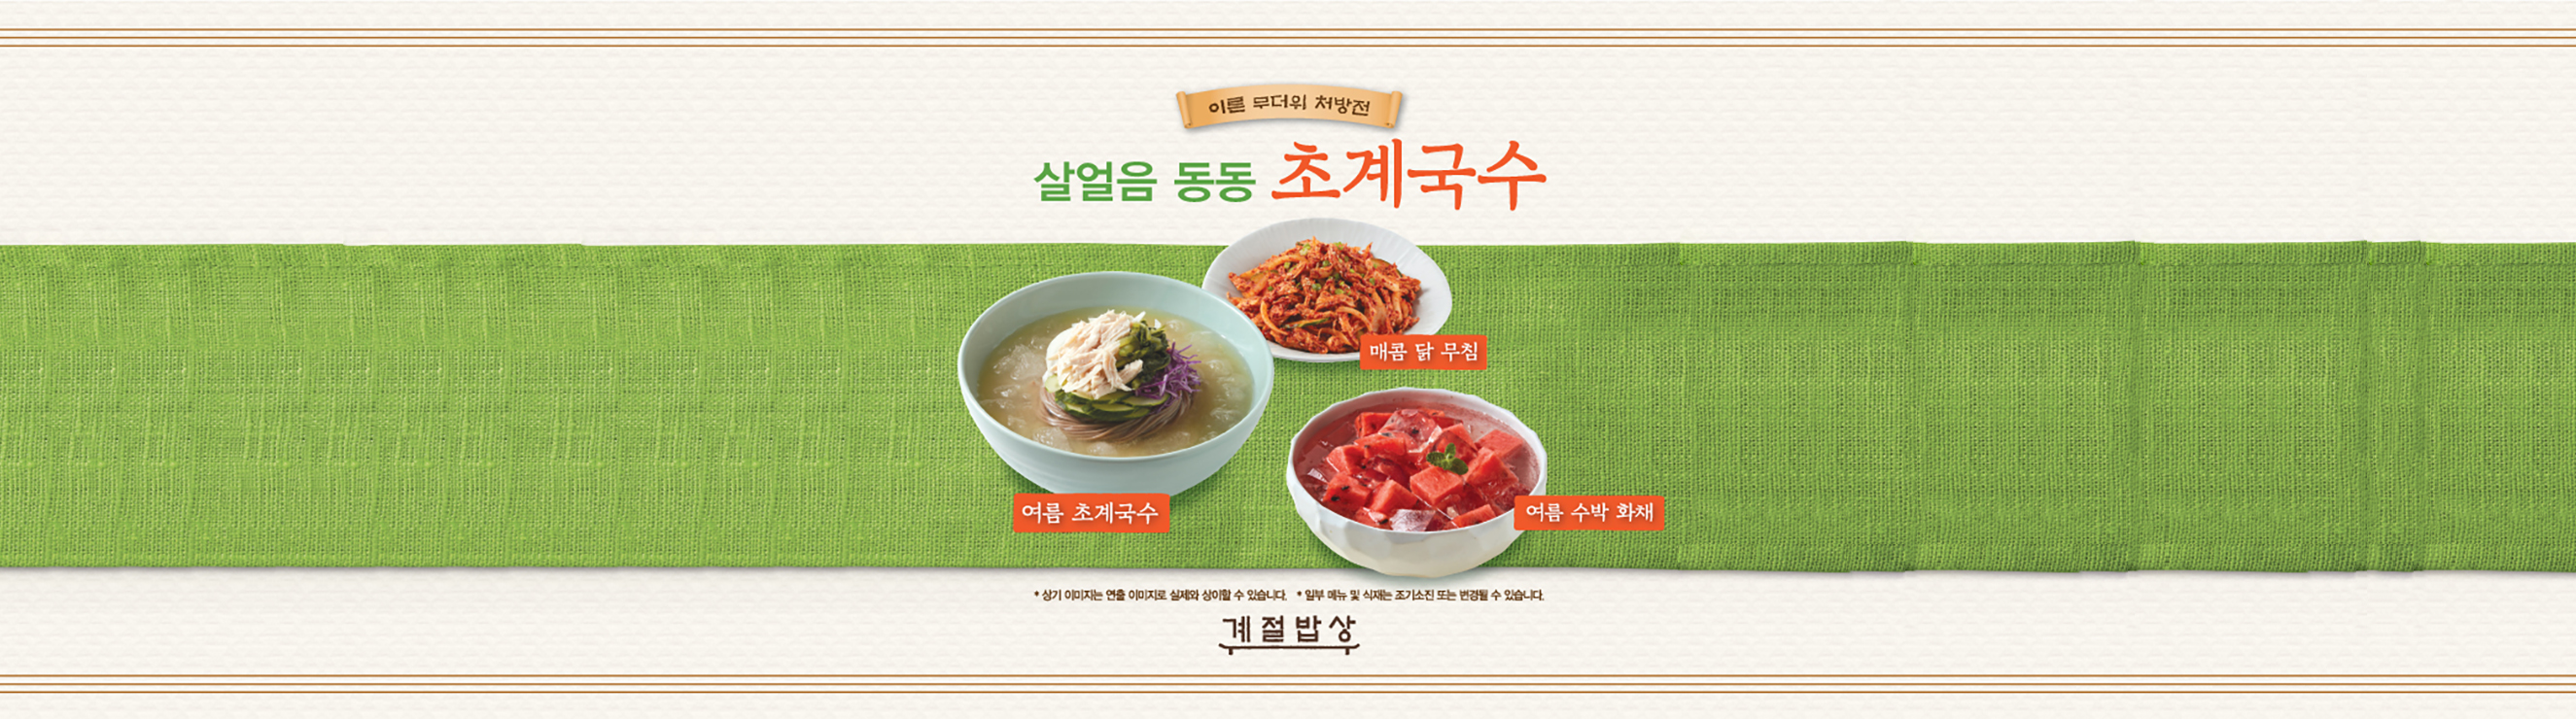 이른 무더위 처방전
살얼음 동동 초계국수
매콤 닭 무침
여름 초계국수
여름 수박 화채
* 상기 이미지는 연출 이미지로 실제와 상이할 수 있습니다. * 일부 메뉴 및 식재는 조기소진 또는 변경될 수 있습니다.
계절밥상